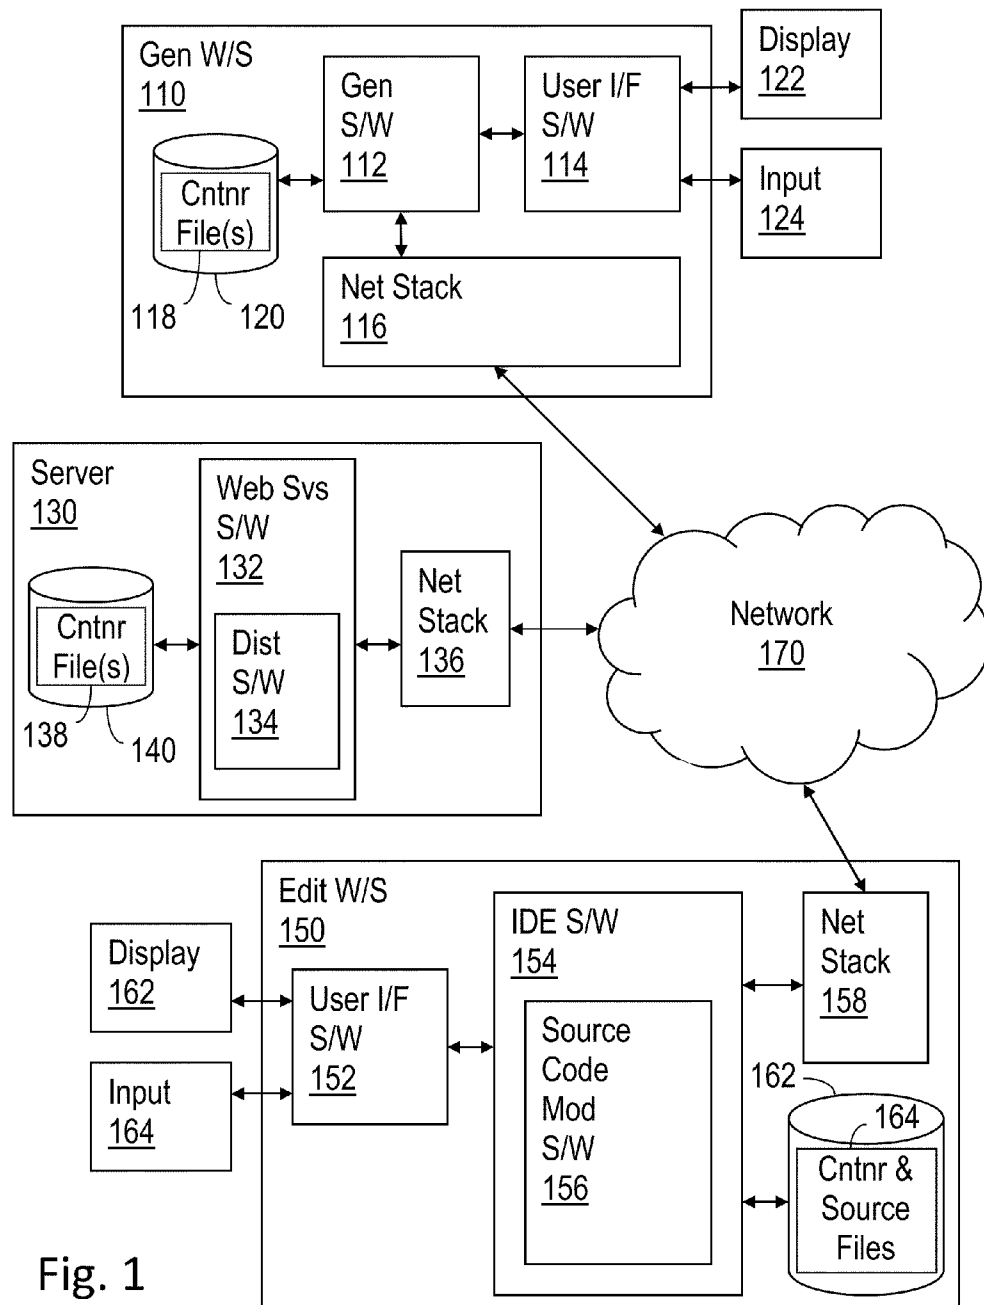 Gen W/S
110
Gen
S/W
112
User I/F
S/W
114
Display
122
Input
124
Cntnr
File(s)
118
120
Net Stack
116
Server
130
Web Svs
S/W
132
Dist
S/W
134
Net
Stack
136
Cntnr
File(s)
138
140
Network
170
Edit W/S
150
Display
162
Input
164
User I/F
S/W
152
IDE S/W
154
Source
Code
Mod
S/W
156
Net
Stack
158
162
164
Cntnr &
Source
Files
Fig. 1